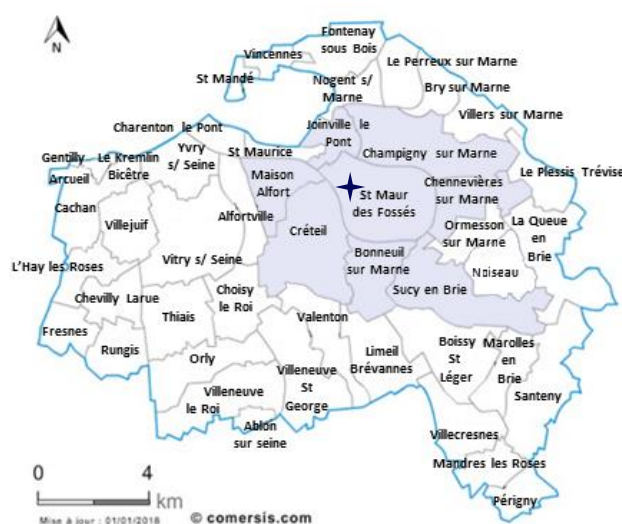 N
Fontenay
sous Bois
Vincennes
Le Perreux sur Marne
St Mandé
Nogent s/
Marne
Bry sur Marne
Villers sur Marne
Charenton le Pont
Joinville le
Pont
Champigny sur Marne
Gentilly
Le Kremlin
Bicêtre
Yvry
s/ Seine
St Maurice
Arcueil
Maison
Alfort
Le Plessis Trévise
Chennevières
sur Marne
Cachan
Villejuif
Alfortville
St Maur
des Fossés
La Queue
en
Brie
Ormesson
sur Marne
Créteil
L'Hay les Roses
Vitry s/ Seine
Bonneuil
sur Marne
Noiseau
Chevilly Larue
Choisy
le Roi
Sucy en Brie
Fresnes
Thiais
Valenton
Rungis
Orly
Limeil
Brévannes
Boissy
St
Léger
Marolles
en
Brie
Villeneuve
le Roi
Villeneuve
St
George
Santeny
Ablon
sur seine
Villecresnes
Mandres les Roses
Périgny
0 4
km
Mise à jour : 01/01/2018
© comersis.com